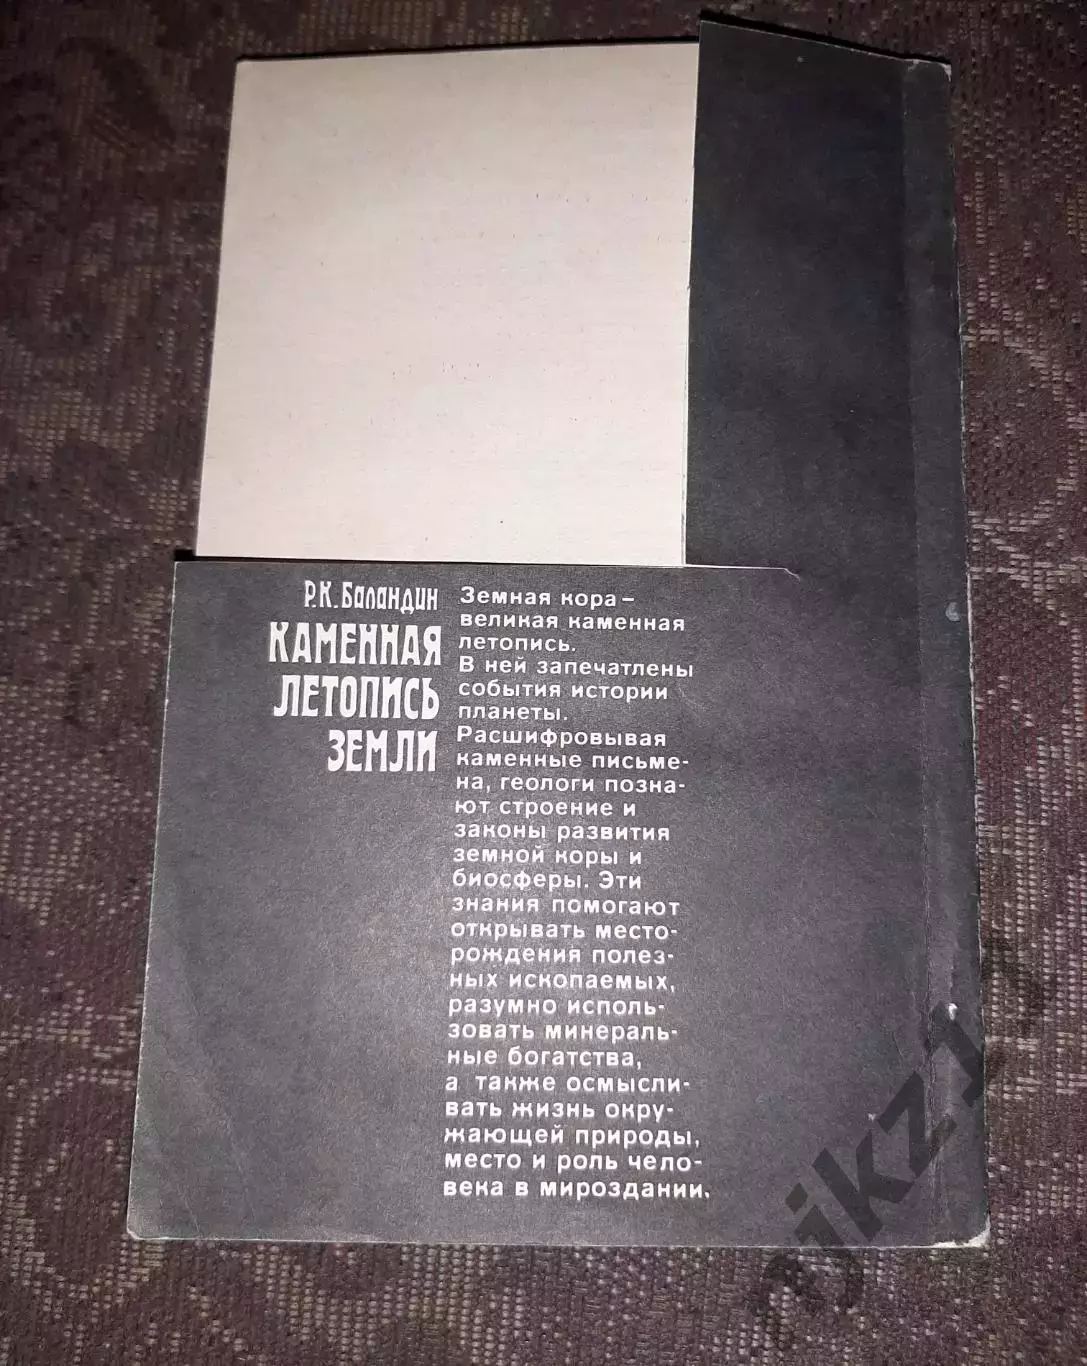 Р.К. Баландин
КАМЕННАЯ
ЛЕТОПИСЬ
ЗЕМЛИ
Земная кора –
великая каменная
летопись.
В ней запечатлены
события истории
планеты.
Расшифровывая
каменные письме-
на, геологи позна-
ют строение и
законы развития
земной коры и
биосферы. Эти
знания помогают
открывать место-
рождения полез-
ных ископаемых,
разумно исполь-
зовать минераль-
ные богатства,
а также осмысли-
вать жизнь окру-
жающей природы,
место и роль чело-
века в мироздании.